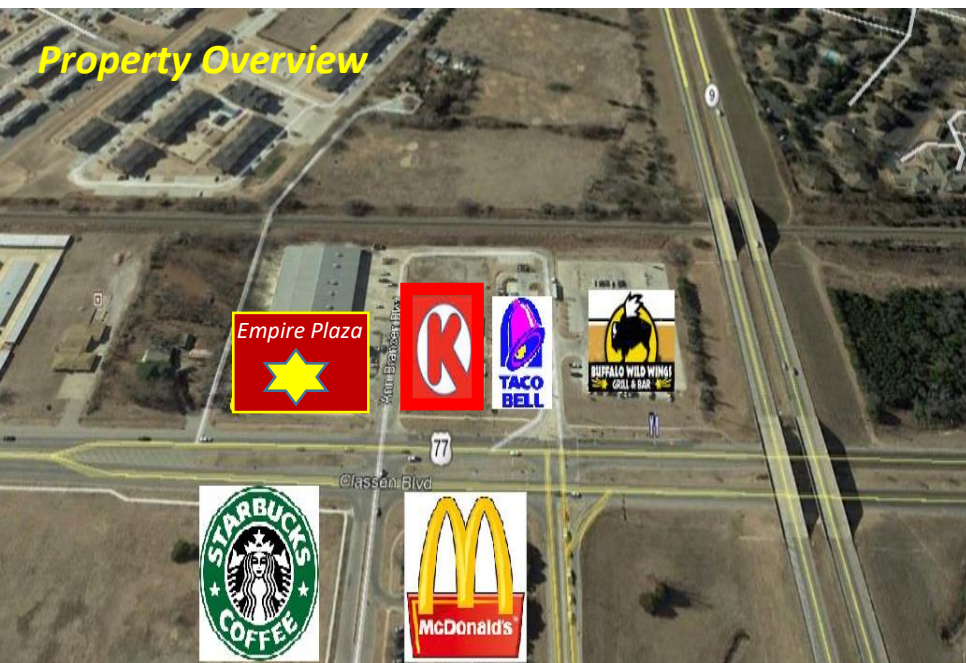 Property Overview
9
Empire Plaza
K
TACO
BELL
BUFFALO WILD WINGS
GRILL & BAR
77
Classen Blvd
STARBUCKS
COFFEE
McDonald's